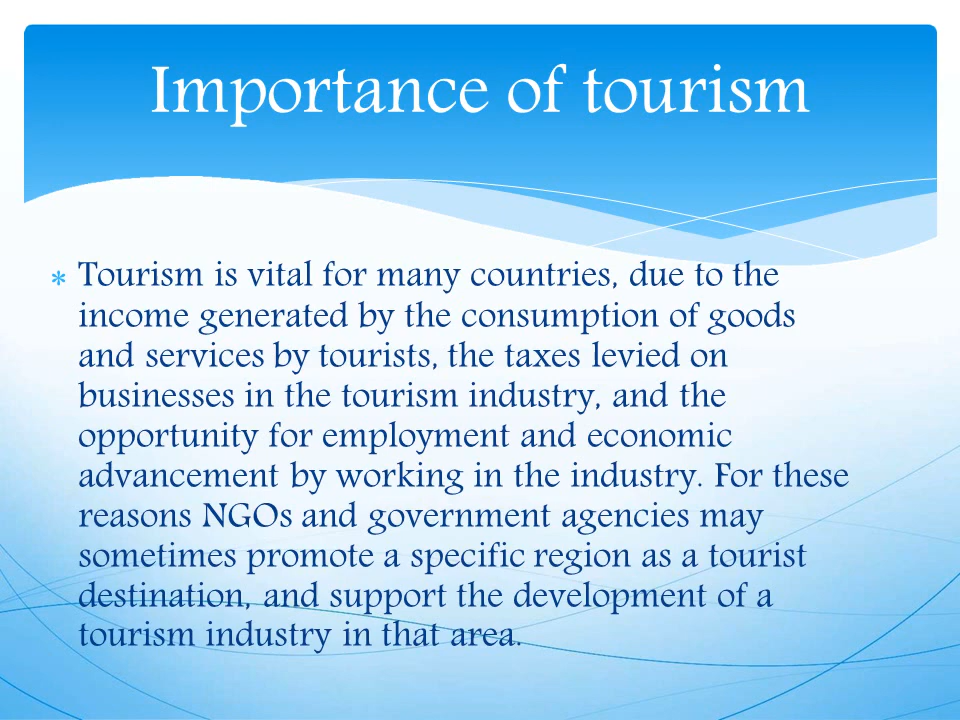 Importance of tourism
* Tourism is vital for many countries, due to the
income generated by the consumption of goods
and services by tourists, the taxes levied on
businesses in the tourism industry, and the
opportunity for employment and economic
advancement by working in the industry. For these
reasons NGOs and government agencies may
sometimes promote a specific region as a tourist
destination, and support the development of a
tourism industry in that area.